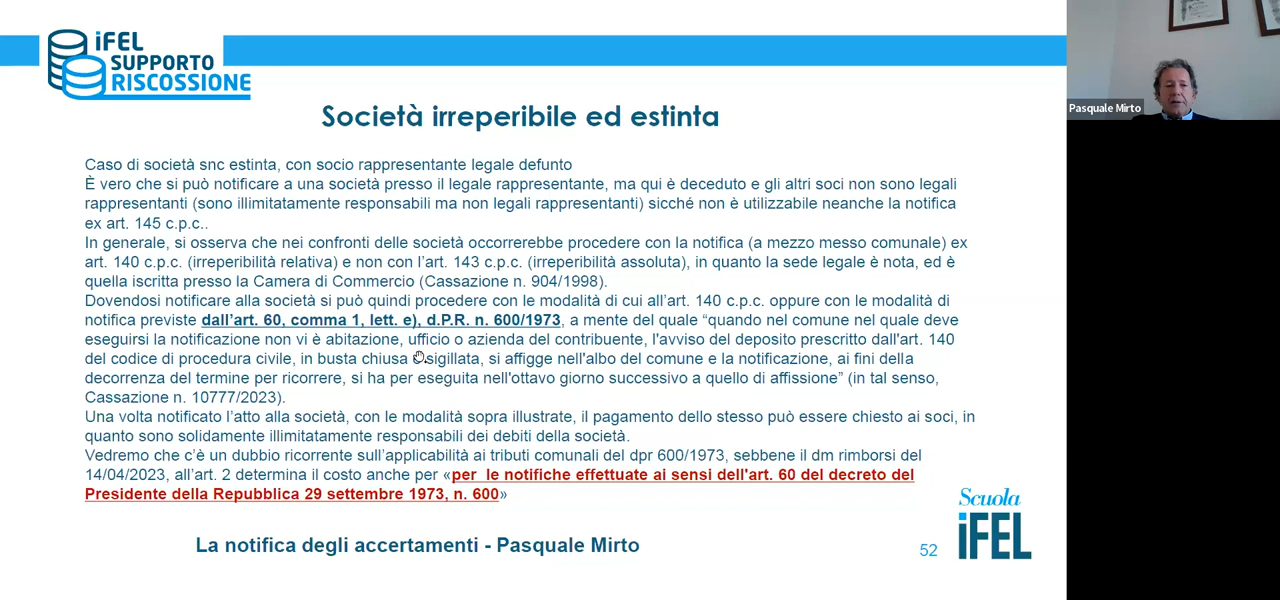 iFEL
SUPPORTO
RISCOSSIONE
Società irreperibile ed estinta
Caso di società snc estinta, con socio rappresentante legale defunto
È vero che si può notificare a una società presso il legale rappresentante, ma qui è deceduto e gli altri soci non sono legali
rappresentanti (sono illimitatamente responsabili ma non legali rappresentanti) sicché non è utilizzabile neanche la notifica
ex art. 145 c.p.c..
In generale, si osserva che nei confronti delle società occorrerebbe procedere con la notifica (a mezzo messo comunale) ex
art. 140 c.p.c. (irreperibilità relativa) e non con l’art. 143 c.p.c. (irreperibilità assoluta), in quanto la sede legale è nota, ed è
quella iscritta presso la Camera di Commercio (Cassazione n. 904/1998).
Dovendosi notificare alla società si può quindi procedere con le modalità di cui all’art. 140 c.p.c. oppure con le modalità di
notifica previste dall’art. 60, comma 1, lett. e), d.P.R. n. 600/1973, a mente del quale “quando nel comune nel quale deve
eseguirsi la notificazione non vi è abitazione, ufficio o azienda del contribuente, l'avviso del deposito prescritto dall'art. 140
del codice di procedura civile, in busta chiusa e sigillata, si affigge nell'albo del comune e la notificazione, ai fini della
decorrenza del termine per ricorrere, si ha per eseguita nell'ottavo giorno successivo a quello di affissione” (in tal senso,
Cassazione n. 10777/2023).
Una volta notificato l’atto alla società, con le modalità sopra illustrate, il pagamento dello stesso può essere chiesto ai soci, in
quanto sono solidamente illimitatamente responsabili dei debiti della società.
Vedremo che c’è un dubbio ricorrente sull’applicabilità ai tributi comunali del dpr 600/1973, sebbene il dm rimborsi del
14/04/2023, all’art. 2 determina il costo anche per «per le notifiche effettuate ai sensi dell'art. 60 del decreto del
Presidente della Repubblica 29 settembre 1973, n. 600»
La notifica degli accertamenti - Pasquale Mirto
52
Scuola
iFEL
Pasquale Mirto